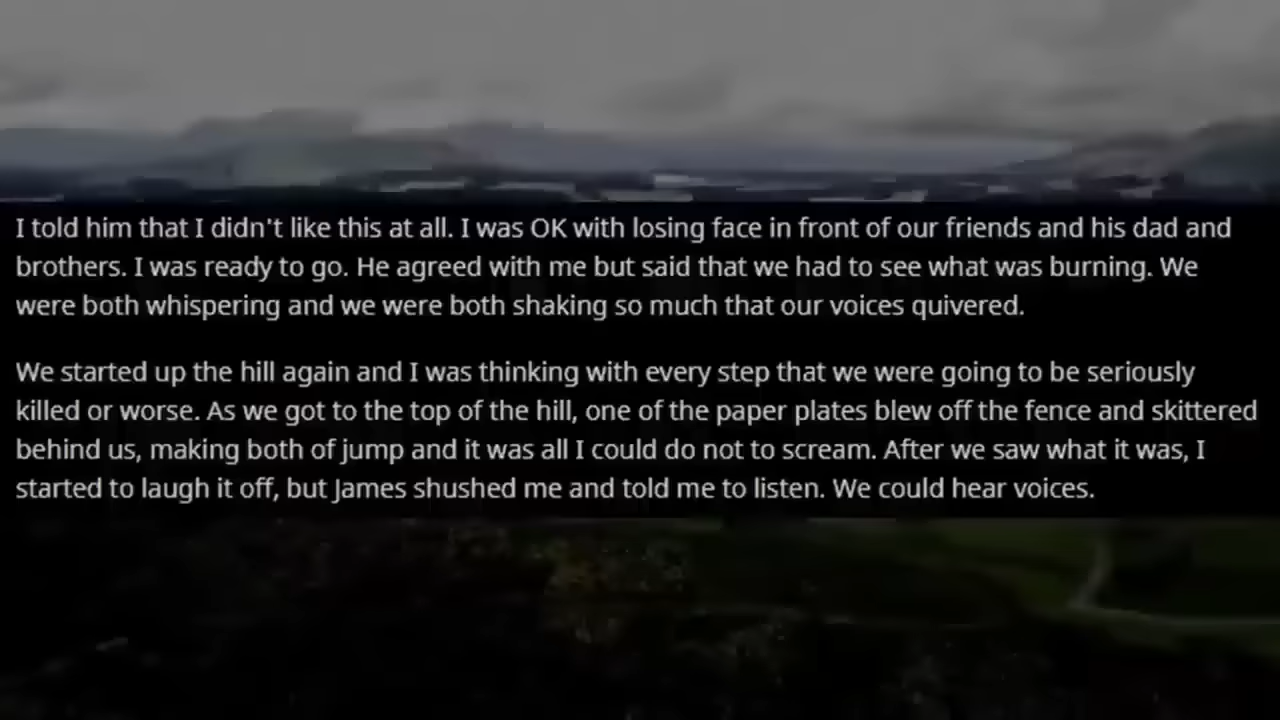 I told him that I didn't like this at all. I was OK with losing face in front of our friends and his dad and
brothers. I was ready to go. He agreed with me but said that we had to see what was burning. We
were both whispering and we were both shaking so much that our voices quivered.
We started up the hill again and I was thinking with every step that we were going to be seriously
killed or worse. As we got to the top of the hill, one of the paper plates blew off the fence and skittered
behind us, making both of jump and it was all I could do not to scream. After we saw what it was, I
started to laugh it off, but James shushed me and told me to listen. We could hear voices.